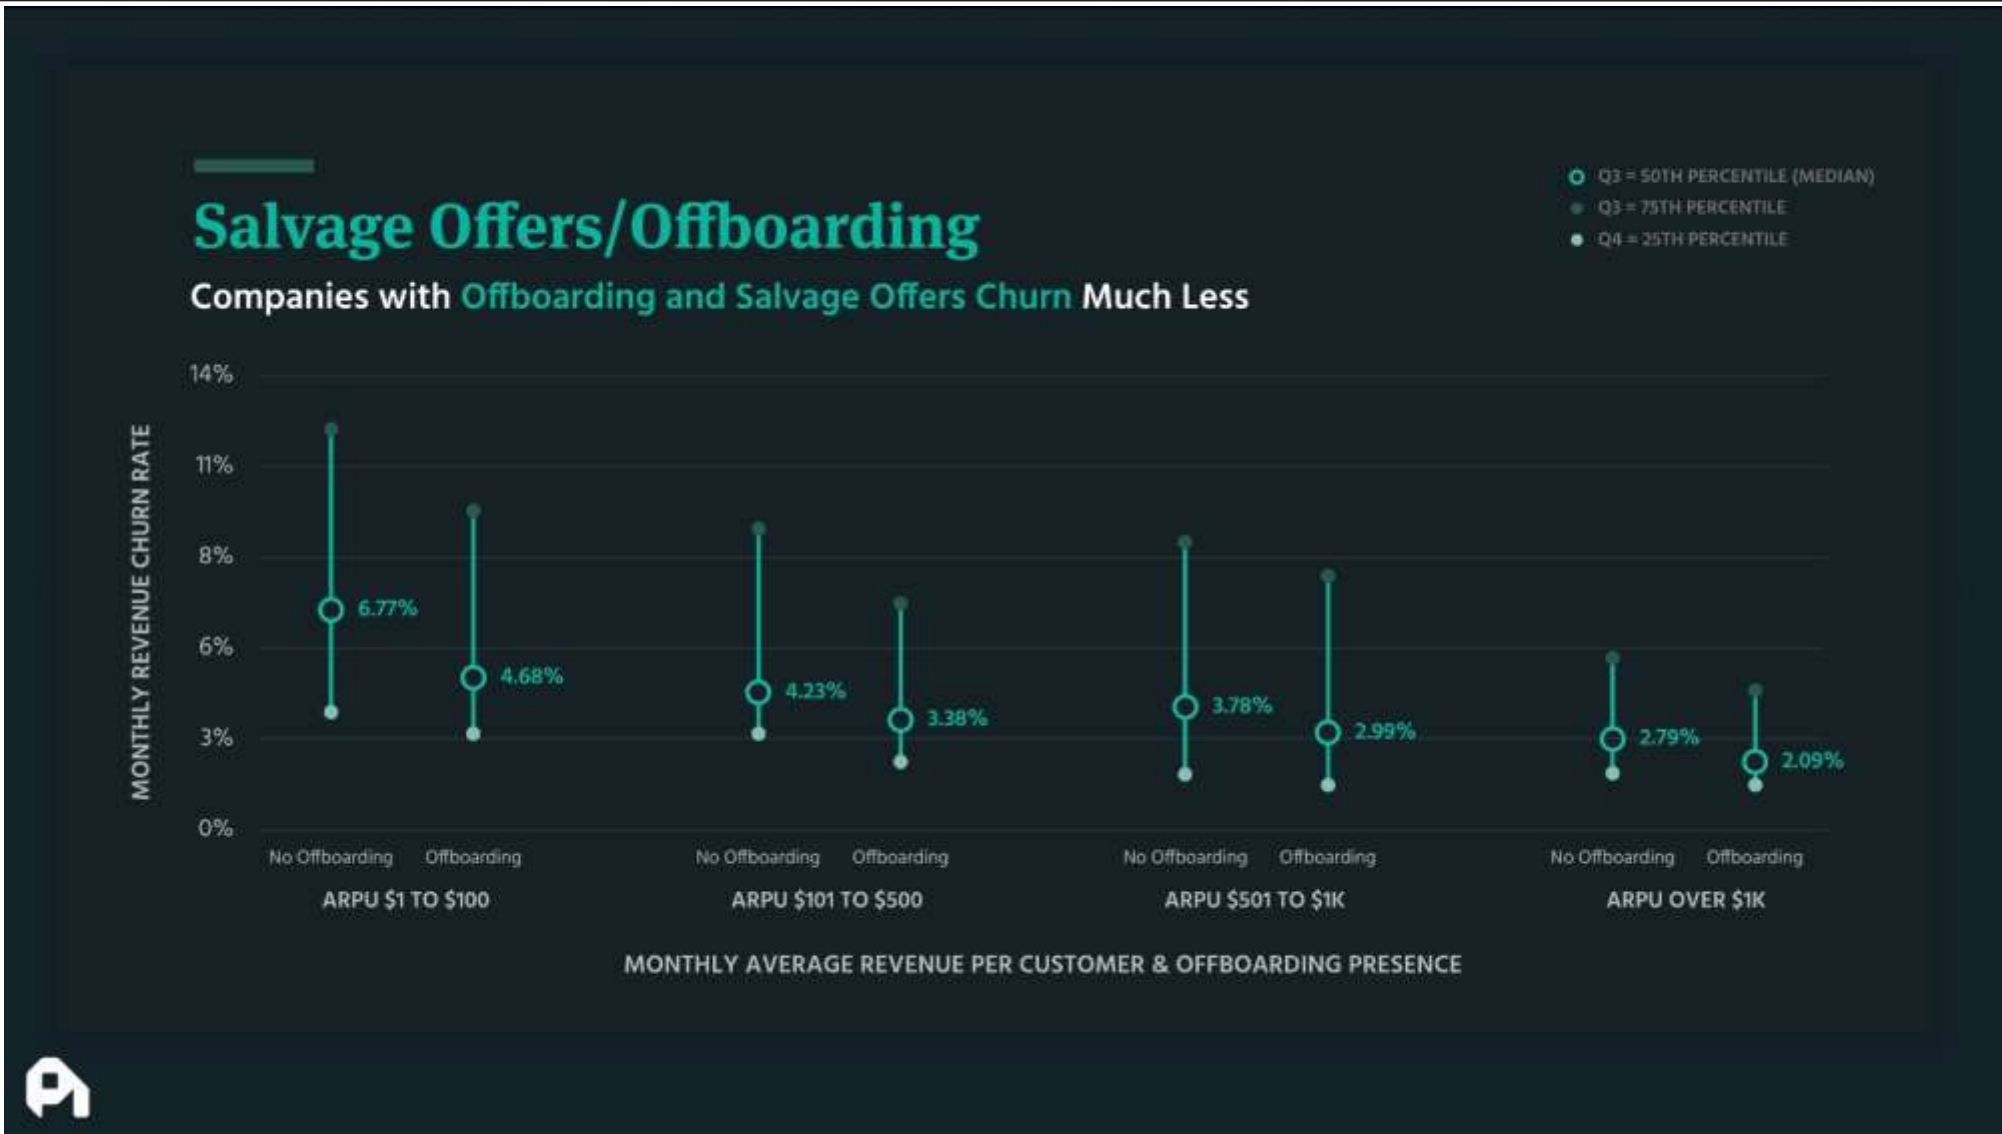 Q3 = 50TH PERCENTILE (MEDIAN)
Q3 = 75TH PERCENTILE
Q4 = 25TH PERCENTILE
Salvage Offers/Offboarding
Companies with Offboarding and Salvage Offers Churn Much Less
MONTHLY REVENUE CHURN RATE
14%
11%
8%
6%
3%
0%
6.77%
4.68%
4.23%
3.38%
3.78%
2.99%
2.79%
2.09%
No Offboarding Offboarding No Offboarding Offboarding No Offboarding Offboarding No Offboarding Offboarding
ARPU $1 TO $100 ARPU $101 TO $500 ARPU $501 TO $1K ARPU OVER $1K
MONTHLY AVERAGE REVENUE PER CUSTOMER & OFFBOARDING PRESENCE